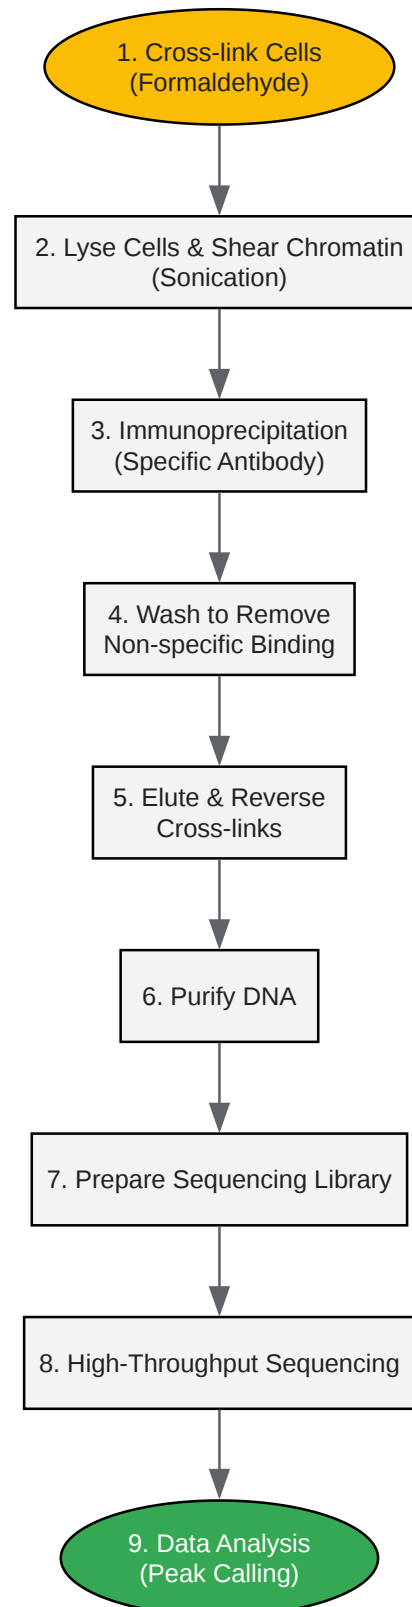 1. Cross-link Cells
(Formaldehyde)
2. Lyse Cells & Shear Chromatin
(Sonication)
3. Immunoprecipitation
(Specific Antibody)
4. Wash to Remove
Non-specific Binding
5. Elute & Reverse
Cross-links
6. Purify DNA
7. Prepare Sequencing Library
8. High-Throughput Sequencing
9. Data Analysis
(Peak Calling)